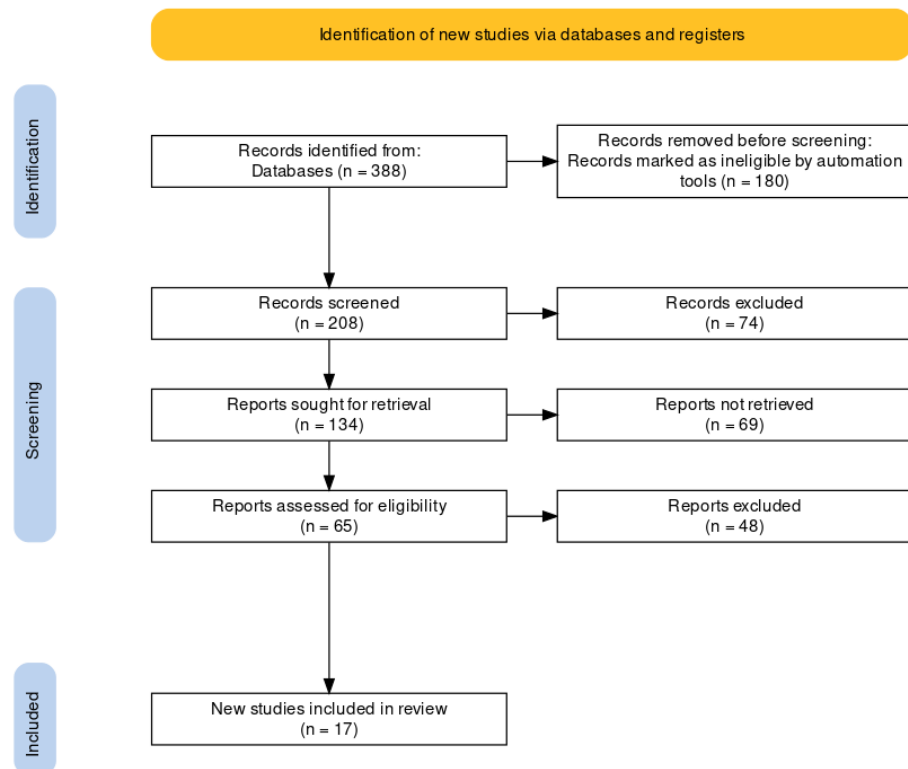 Identification of new studies via databases and registers
Identification
Records identified from:
Databases (n = 388)
Records removed before screening:
Records marked as ineligible by automation
tools (n = 180)
Screening
Records screened
(n = 208)
Records excluded
(n = 74)
Reports sought for retrieval
(n = 134)
Reports not retrieved
(n = 69)
Reports assessed for eligibility
(n = 65)
Reports excluded
(n = 48)
Included
New studies included in review
(n = 17)